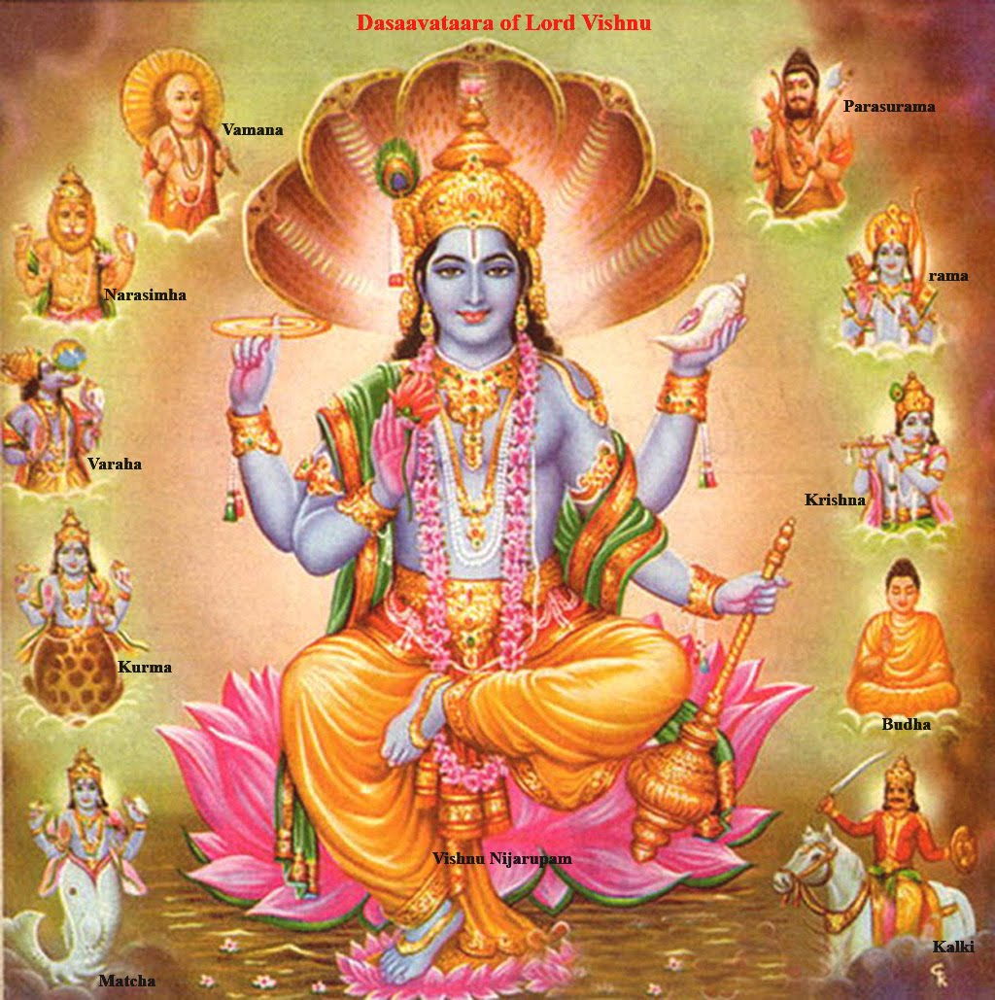 Dasaavataara of Lord Vishnu
Vamana
Parasurama
Narasimha
rama
Varaha
Krishna
Kurma
Budha
Vishnu Nijarupam
Kalki
Matcha